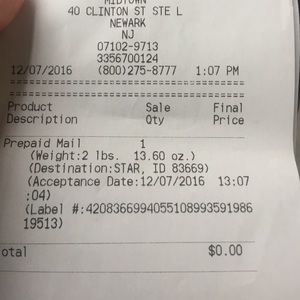 MIDTOWN
40 CLINTON ST STE L
NEWARK
NJ
07102-9713
3356700124
12/07/2016 (800)275-8777 1:07 PM
Product Sale Final
Description Qty Price
Prepaid Mail 1
(Weight:2 lbs. 13.60 oz.)
(Destination:STAR, ID 83669)
(Acceptance Date:12/07/2016 13:07
:04)
(Label #:4208366994055108993591986
19513)
otal $0.00